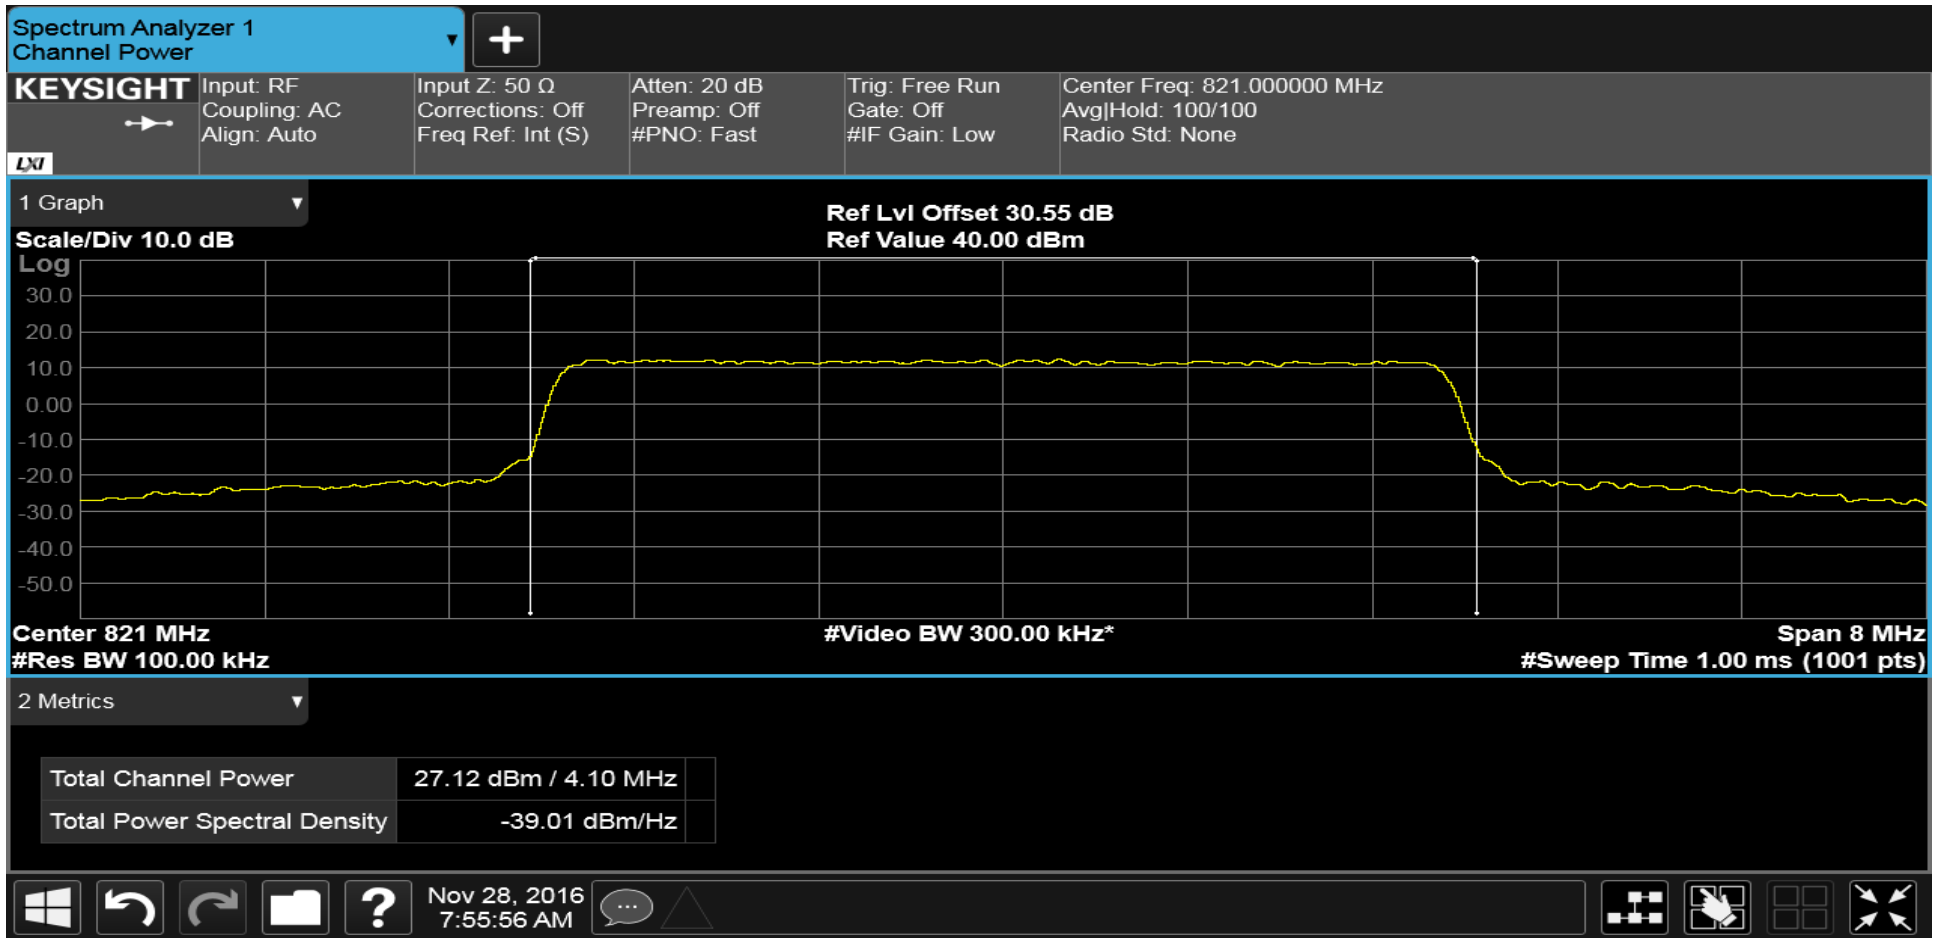 Spectrum Analyzer 1
Channel Power
KEYSIGHT
LXI
Input: RF
Coupling: AC
Align: Auto
Input Z: 50 Ω
Corrections: Off
Freq Ref: Int (S)
Atten: 20 dB
Preamp: Off
#PNO: Fast
Trig: Free Run
Gate: Off
#IF Gain: Low
Center Freq: 821.000000 MHz
Avg|Hold: 100/100
Radio Std: None
1 Graph
Ref Lvl Offset 30.55 dB
Scale/Div 10.0 dB
Ref Value 40.00 dBm
Log
30.0
20.0
10.0
0.00
-10.0
-20.0
-30.0
-40.0
-50.0
Center 821 MHz
#Video BW 300.00 kHz*
Span 8 MHz
#Res BW 100.00 kHz
#Sweep Time 1.00 ms (1001 pts)
2 Metrics
Total Channel Power 27.12 dBm / 4.10 MHz
Total Power Spectral Density -39.01 dBm/Hz
?
Nov 28, 2016
7:55:56 AM